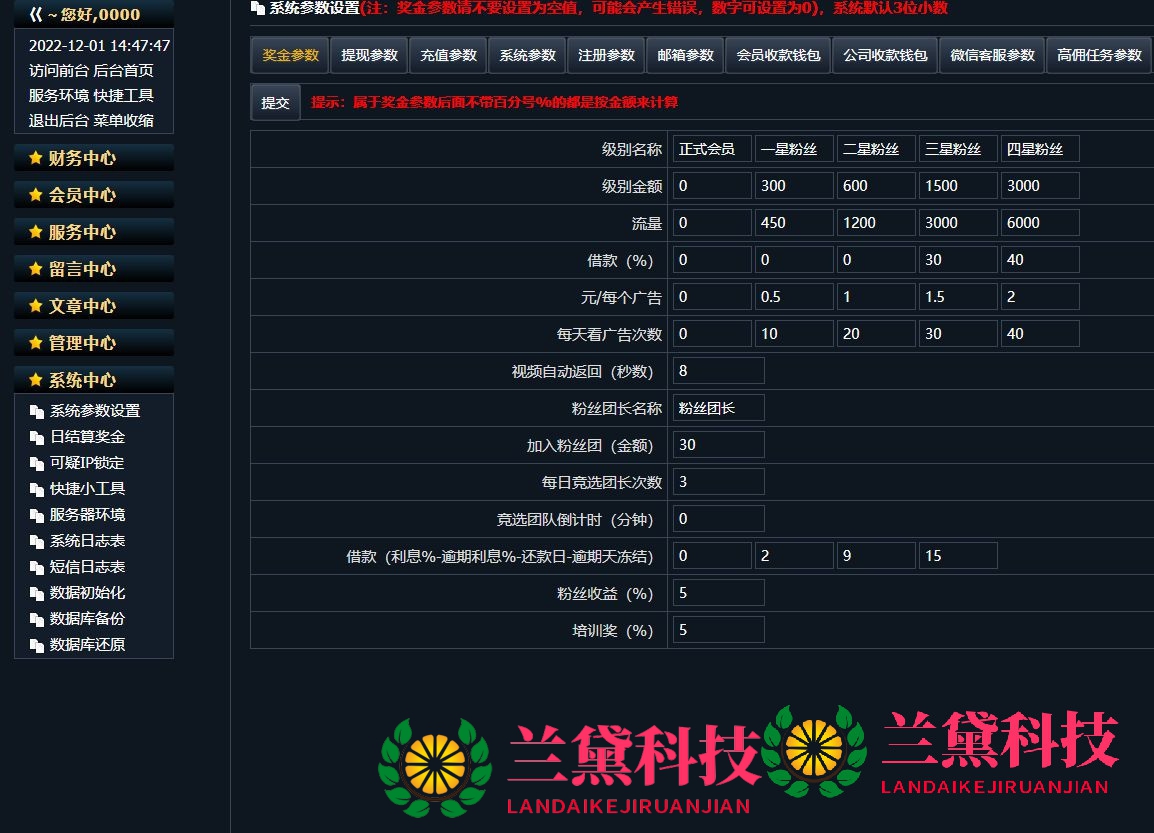 《 ~ 您好,0000
2022-12-01 14:47:47
访问前台 后台首页
服务环境 快捷工具
退出后台 菜单收缩
财务中心
会员中心
服务中心
留言中心
文章中心
管理中心
系统中心
系统参数设置
日结算奖金
可疑IP锁定
快捷小工具
服务器环境
系统日志表
短信日志表
数据初始化
数据库备份
数据库还原
系统参数设置(注：奖金参数请不要设置为空值，可能会产生错误，数字可设置为0)，系统默认3位小数
奖金参数 提现参数 充值参数 系统参数 注册参数 邮箱参数 会员收款钱包 公司收款钱包 微信客服参数 高佣任务参数
提交 提示：属于奖金参数后面不带百分号%的都是按金额来计算
级别名称 正式会员 一星粉丝 二星粉丝 三星粉丝 四星粉丝
级别金额 0 300 600 1500 3000
流量 0 450 1200 3000 6000
借款（%） 0 0 0 30 40
元/每个广告 0 0.5 1 1.5 2
每天看广告次数 0 10 20 30 40
视频自动返回（秒数） 8
粉丝团长名称 粉丝团长
加入粉丝团（金额） 30
每日竞选团长次数 3
竞选团队倒计时（分钟） 0
借款（利息%-逾期利息%-还款日-逾期天冻结） 0 2 9 15
粉丝收益（%） 5
培训奖（%） 5
兰黛科技
LANDAIKEJIRUANJIAN
兰黛科技
LANDAIKEJIRUANJIAN